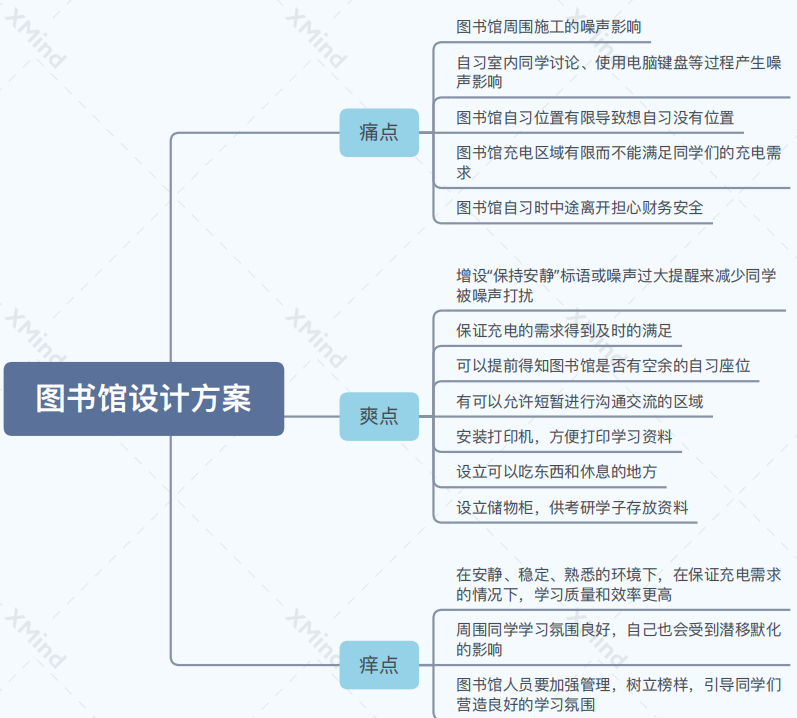 图书馆周围施工的噪声影响
自习室内同学讨论、使用电脑键盘等过程产生噪
声影响
图书馆自习位置有限导致想自习没有位置
图书馆充电区域有限而不能满足同学们的充电需
求
图书馆自习时中途离开担心财务安全
痛点
增设“保持安静”标语或噪声过大提醒来减少同学
被噪声打扰
保证充电的需求得到及时的满足
可以提前得知图书馆是否有空余的自习座位
有可以允许短暂进行沟通交流的区域
安装打印机，方便打印学习资料
设立可以吃东西和休息的地方
设立储物柜，供考研学子存放资料
爽点
图书馆设计方案
在安静、稳定、熟悉的环境下，在保证充电需求
的情况下，学习质量和效率更高
周围同学学习氛围良好，自己也会受到潜移默化
的影响
图书馆人员要加强管理，树立榜样，引导同学们
营造良好的学习氛围
痒点
XMind
XMind
XMind
XMind
XMind
XMind
XMind
XMind
XMind